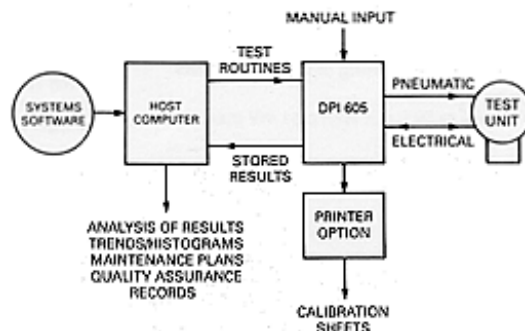 MANUAL INPUT
TEST
ROUTINES
SYSTEMS
SOFTWARE
HOST
COMPUTER
DPI 605
PNEUMATIC
TEST
UNIT
ELECTRICAL
STORED
RESULTS
ANALYSIS OF RESULTS
TRENDS/HISTOGRAMS
MAINTENANCE PLANS
QUALITY ASSURANCE
RECORDS
PRINTER
OPTION
CALIBRATION
SHEETS